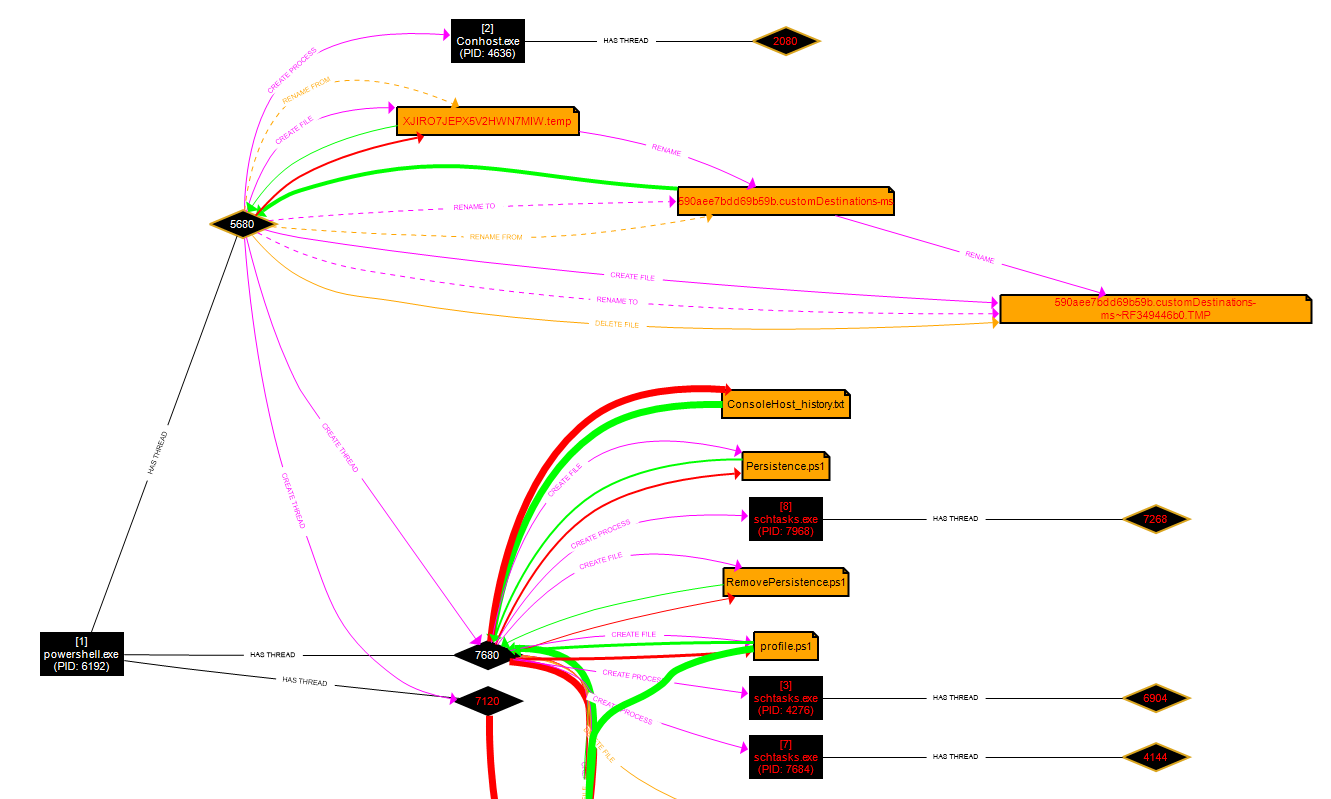 [2]
Conhost.exe
(PID: 4636)
HAS THREAD
2080
CREATE PROCESS
RENAME FROM
CREATE FILE
XJIRO7JEPX5V2HWN7MIW.temp
RENAME
590aee7bdd69b59b.customDestinations-ms
RENAME TO
5680
RENAME FROM
RENAME
CREATE FILE
RENAME TO
590aee7bdd69b59b.customDestinations-
ms~RF349446b0.TMP
DELETE FILE
ConsoleHost_history.txt
HAS THREAD
CREATE THREAD
CREATE THREAD
CREATE FILE
Persistence.ps1
[8]
schtasks.exe
(PID: 7988)
HAS THREAD
7268
CREATE PROCESS
CREATE FILE
RemovePersistence.ps1
CREATE FILE
profile.ps1
[1]
powershell.exe
(PID: 6192)
HAS THREAD
7680
HAS THREAD
7120
CREATE PROCESS
[3]
schtasks.exe
(PID: 4276)
HAS THREAD
6904
CREATE PROCESS
[7]
schtasks.exe
(PID: 7884)
HAS THREAD
4144
FILE